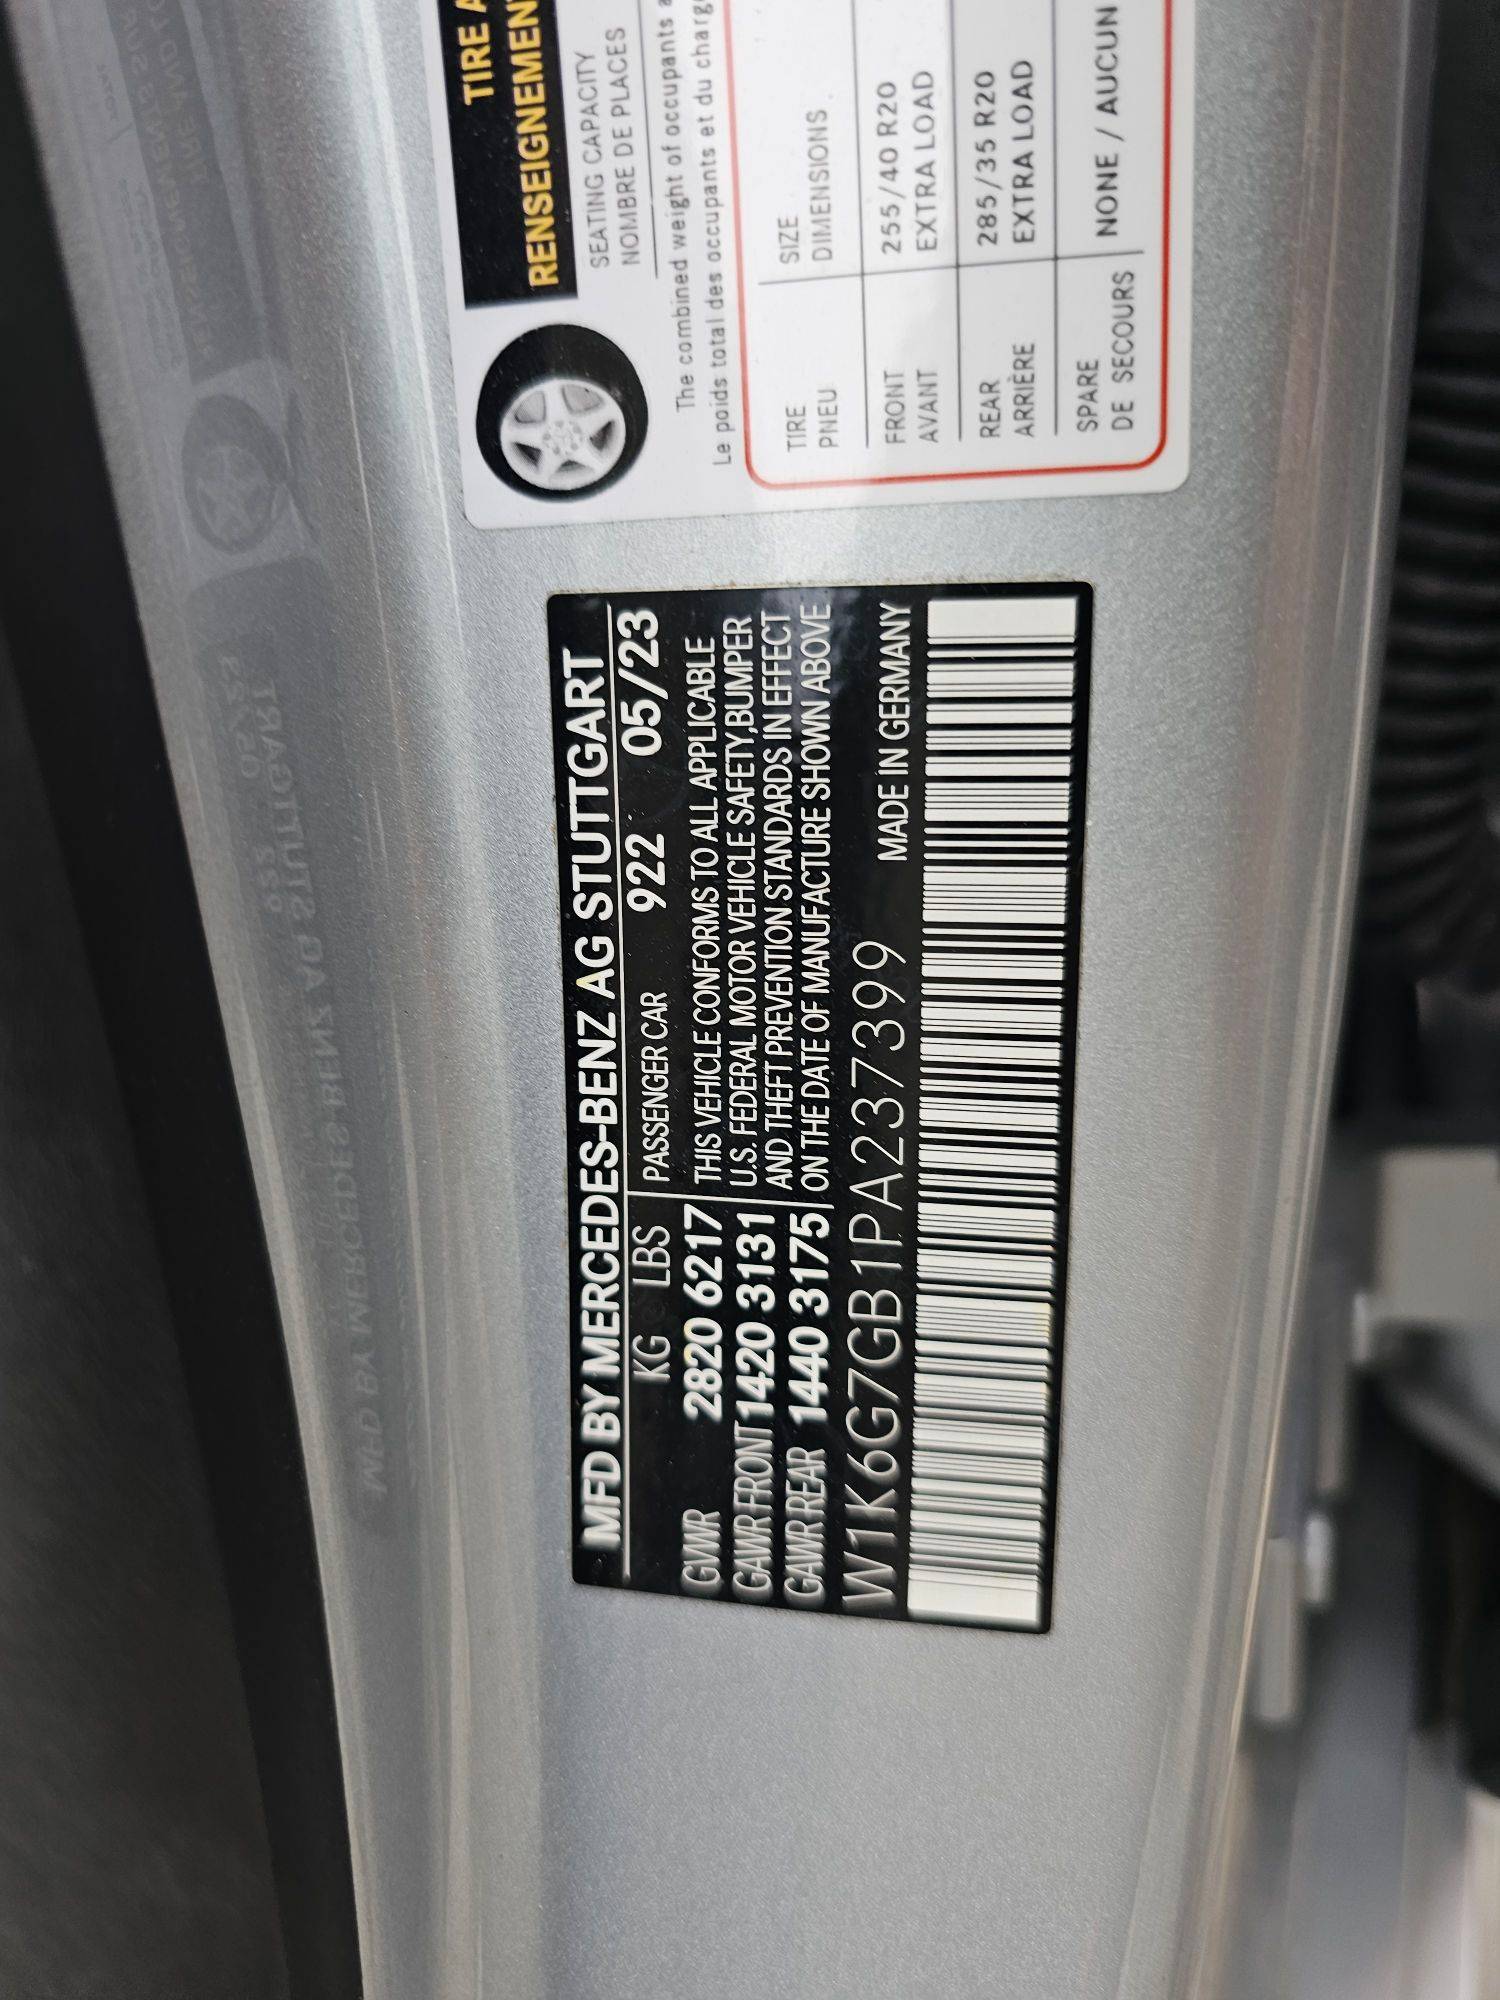 MFD BY MERCEDES-BENZ AG STUTTGART
KG LBS PASSENGER CAR 922 05/23
GVWR 2820 6217 THIS VEHICLE CONFORMS TO ALL APPLICABLE
GAWR FRONT 1420 3131 U.S. FEDERAL MOTOR VEHICLE SAFETY,BUMPER
GAWR REAR 1440 3175 AND THEFT PREVENTION STANDARDS IN EFFECT
ON THE DATE OF MANUFACTURE SHOWN ABOVE
W1K6G7GB1PA237399 MADE IN GERMANY
TIRE
RENSEIGNEMENT
SEATING CAPACITY
NOMBRE DE PLACES
The combined weight of occupants
Le poids total des occupants et du
TIRE SIZE
PNEU DIMENSIONS
FRONT 255/40 R20
AVANT EXTRA LOAD
REAR 285/35 R20
ARRIÈRE EXTRA LOAD
SPARE NONE / AUCUN
DE SECOURS